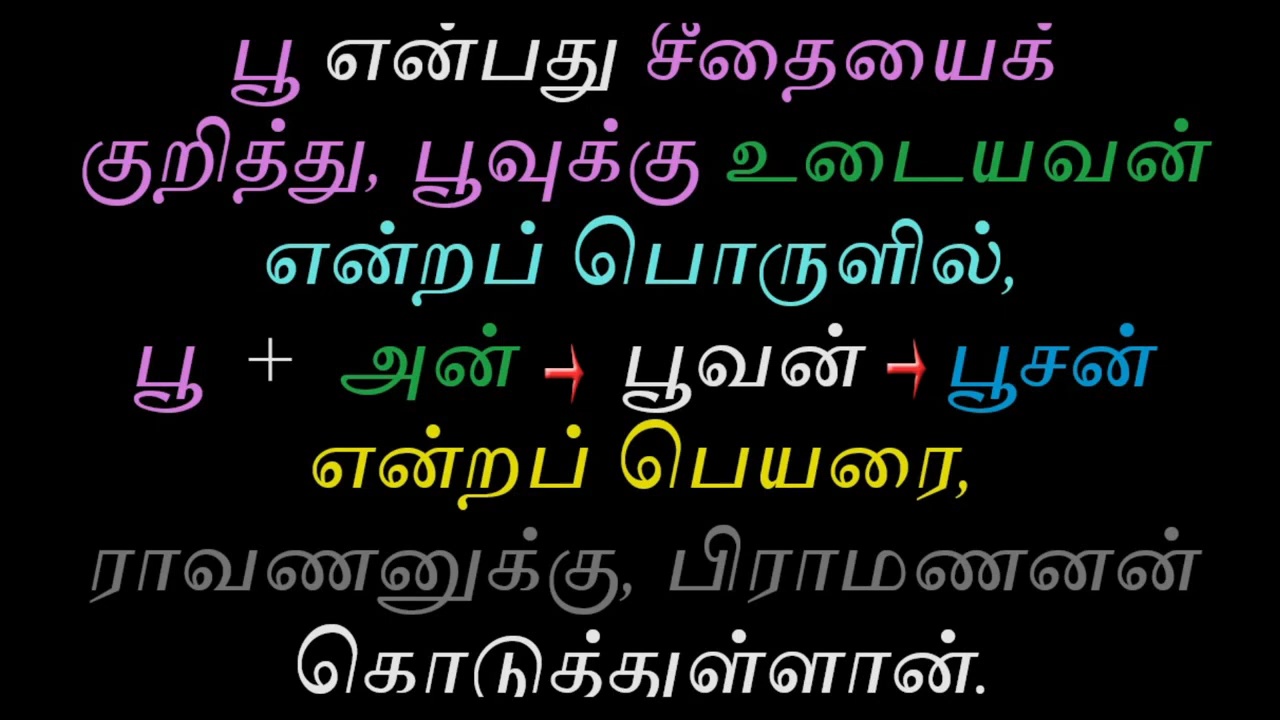 பூ என்பது சீதையைக்
குறித்து, பூவுக்கு உடையவன்
என்றப் பொருளில்,
பூ + அன் → பூவன் → பூசன்
என்றப் பெயரை,
ராவணனுக்கு, பிராமணனன்
கொடுத்துள்ளான்.